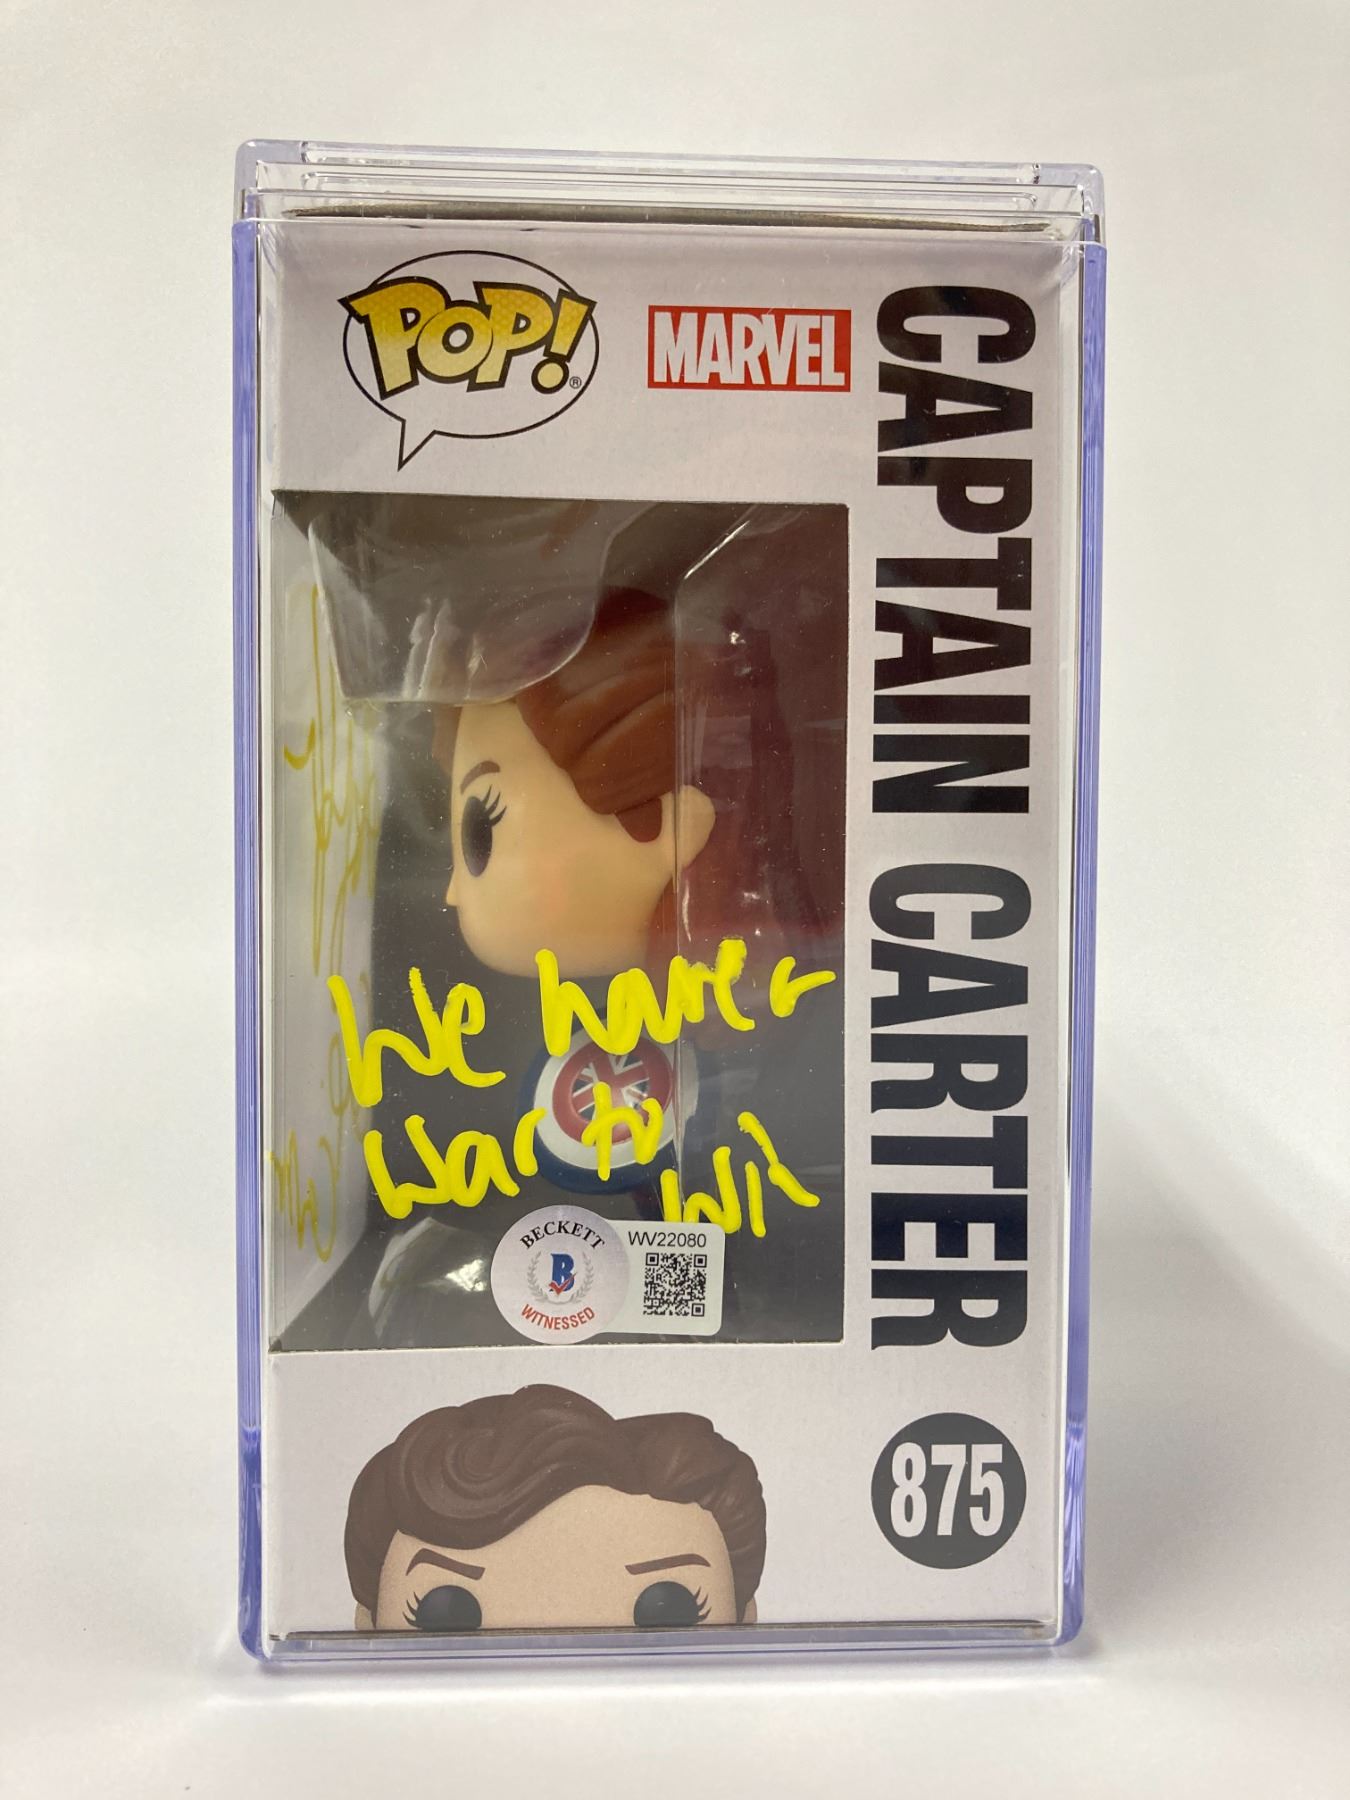 POP!
®
MARVEL
CAPTAIN CARTER
We have a
War to
Win
BECKETT
B
WITNESSED
WV22080
875